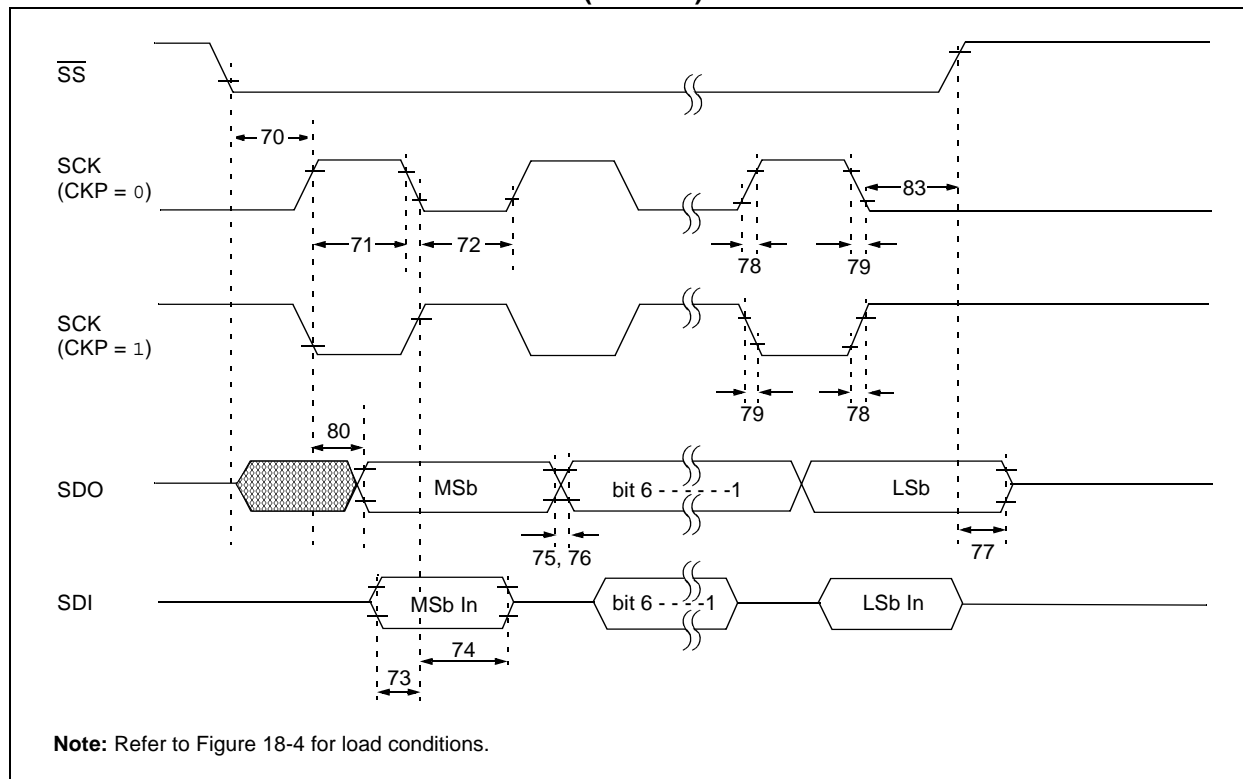 SS
70
SCK
(CKP = 0)
83
71
72
78
79
SCK
(CKP = 1)
79
78
80
SDO
MSb
bit 6 - - - - - -1
LSb
75, 76
77
SDI
MSb In
bit 6 - - - - -1
LSb In
74
73
Note: Refer to Figure 18-4 for load conditions.